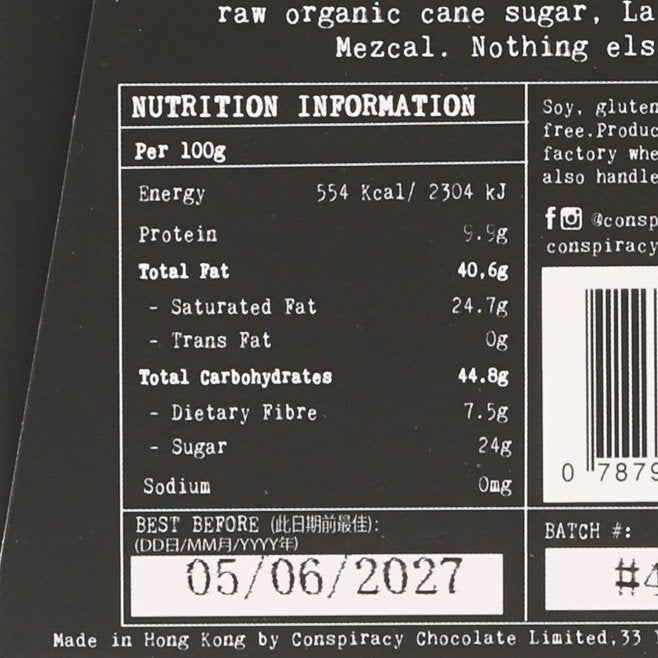 raw organic cane sugar, La
Mezcal. Nothing els
NUTRITION INFORMATION
Per 100g
Energy 554 Kcal/ 2304 kJ
Protein 9.9g
Total Fat 40,6g
- Saturated Fat 24.7g
- Trans Fat 0g
Total Carbohydrates 44.8g
- Dietary Fibre 7.5g
- Sugar 24g
Sodium 0mg
BEST BEFORE (此日期前最佳):
(DD日/MM月/YYYY年)
05/06/2027
Soy, gluten
free.Produc
factory whe
also handle
@consp
conspiracy
0 7879
BATCH #:
#4
Made in Hong Kong by Conspiracy Chocolate Limited,33